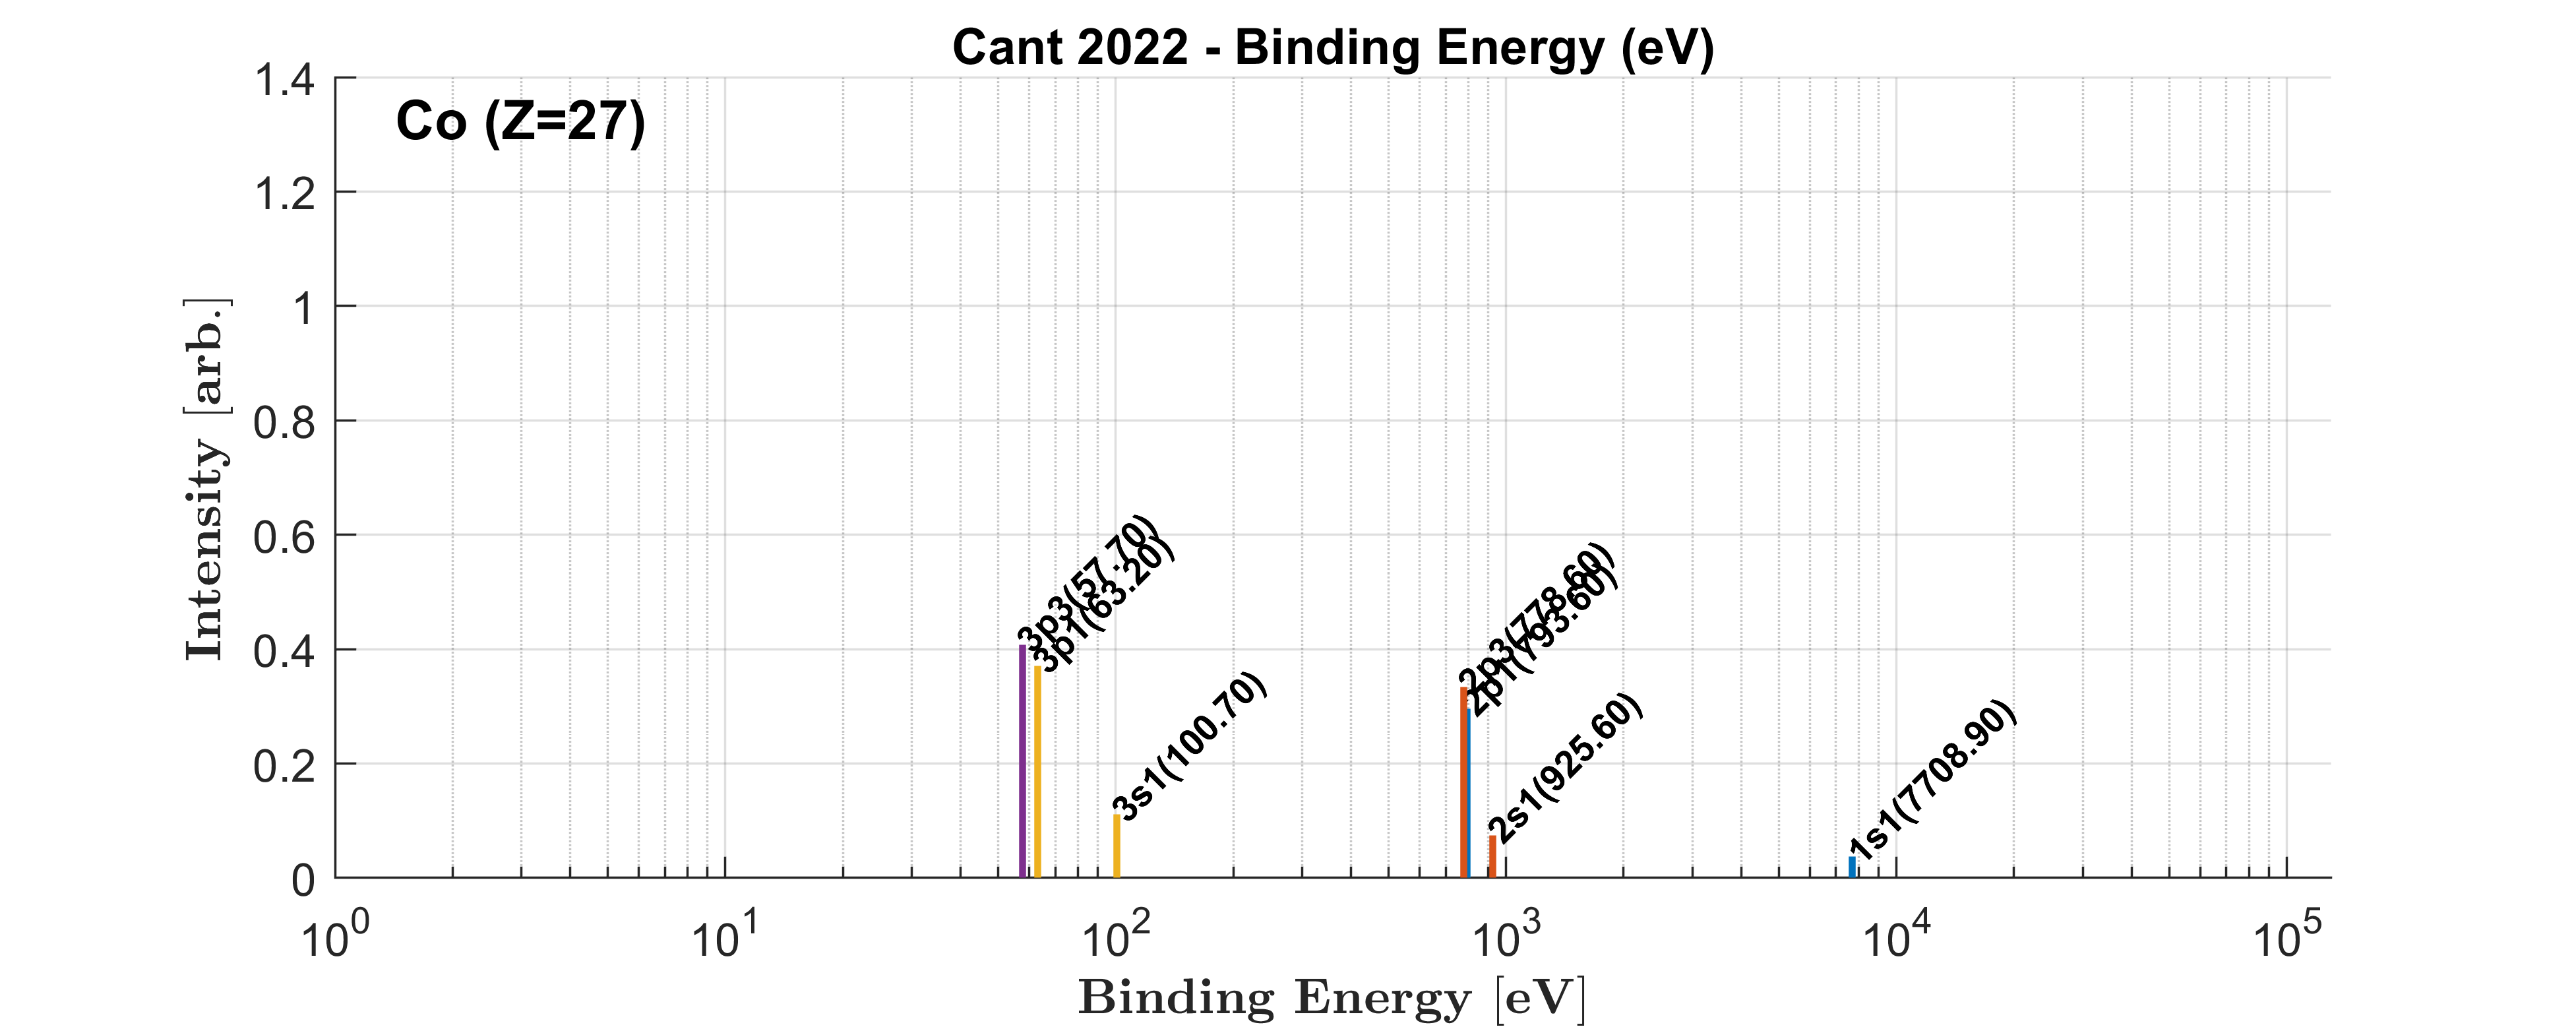 Cant 2022 - Binding Energy (eV)
Co (Z=27)
1.4
1.2
1
0.8
0.6
0.4
0.2
0
Intensity [arb.]
3p3(57.70)
3p1(63.20)
3s1(100.70)
2p3(778.60)
2p1(793.60)
2s1(925.60)
1s1(7708.90)
10^0 10^1 10^2 10^3 10^4 10^5
Binding Energy [eV]